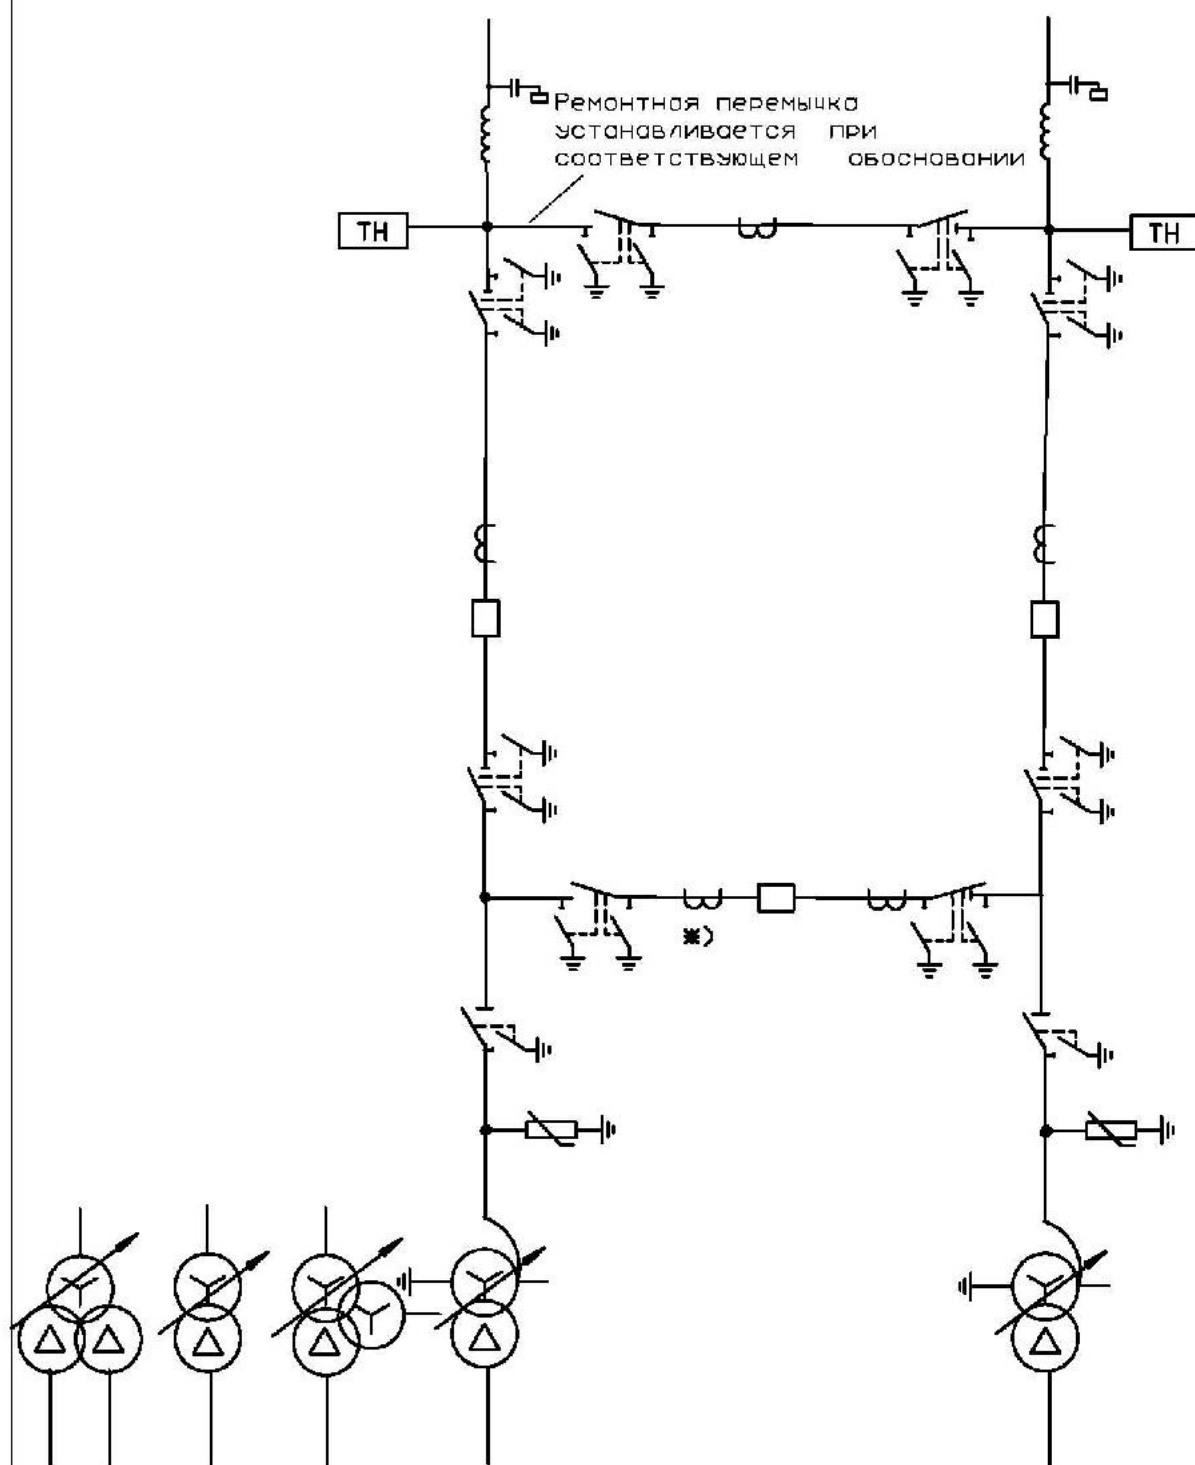 Ремонтная перемычка
устанавливается при
соответствующем обосновании
ТН
ТН
ж)